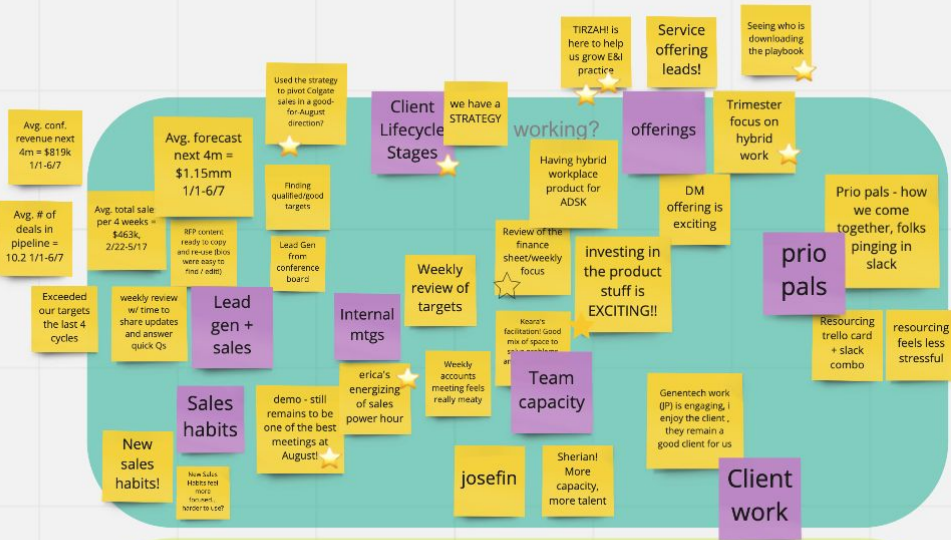 TIRZAH! is
here to help
us grow E&I
practice
Service
offering
leads!
Seeing who is
downloading
the playbook
Used the strategy
to pivot Colgate
sales in a good-
for-August
direction?
Client
Lifecycle
Stages
we have a
STRATEGY
working?
offerings
Trimester
focus on
hybrid
work
Avg. conf.
revenue next
4m = $819k
1/1-6/7
Avg. forecast
next 4m =
$1.15mm
1/1-6/7
Having hybrid
workplace
product for
ADSK
Finding
qualified/good
targets
DM
offering is
exciting
Prio pals - how
we come
together, folks
pinging in
slack
Avg. # of
deals in
pipeline =
10.2 1/1-6/7
Avg. total sale
per 4 weeks =
$463k,
2/22-5/17
RFP content
ready to copy
and re-use (bios
were easy to
find / edit!)
Lead Gen
from
conference
board
Review of the
finance
sheet/weekly
focus
investing in
the product
stuff is
EXCITING!!
prio
pals
Weekly
review of
targets
Exceeded
our targets
the last 4
cycles
weekly review
w/ time to
share updates
and answer
quick Qs
Lead
gen +
sales
Internal
mtgs
Keara's
facilitation! Good
mix of space to
Resourcing
trello card
+ slack
combo
resourcing
feels less
stressful
erica's
energizing
of sales
power hour
Weekly
accounts
meeting feels
really meaty
Team
capacity
Sales
habits
demo - still
remains to be
one of the best
meetings at
August!
Genentech work
(JP) is engaging, i
enjoy the client ,
they remain a
good client for us
New
sales
habits!
New Sales
Habits feel
more
focused..
harder to use?
josefin
Sherian!
More
capacity,
more talent
Client
work